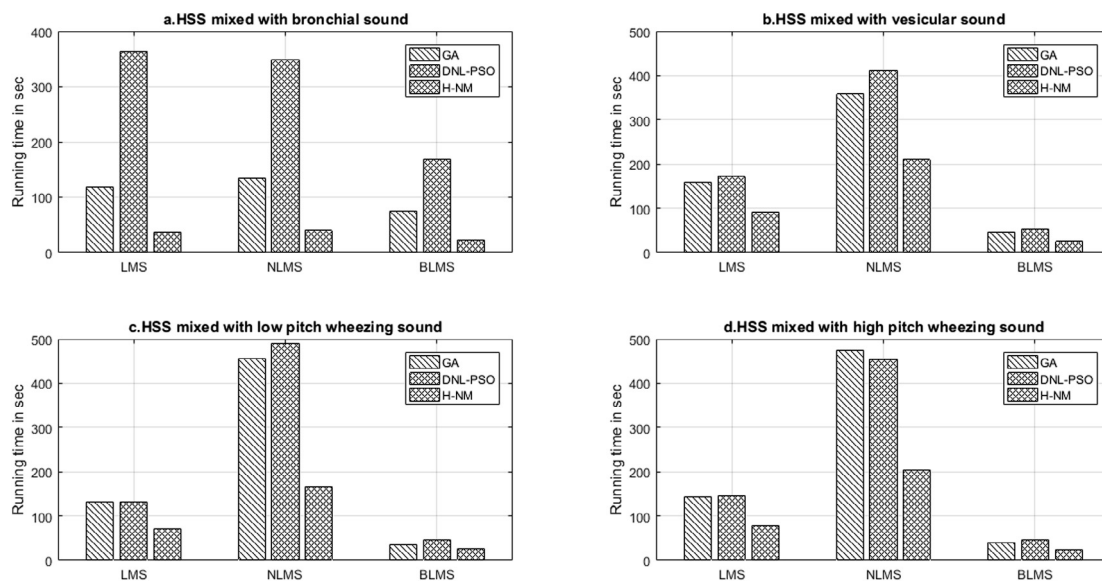 a.HSS mixed with bronchial sound
Running time in sec
400
300
200
100
0
GA
DNL-PSO
H-NM
LMS NLMS BLMS
b.HSS mixed with vesicular sound
Running time in sec
500
400
300
200
100
0
GA
DNL-PSO
H-NM
LMS NLMS BLMS
c.HSS mixed with low pitch wheezing sound
Running time in sec
500
400
300
200
100
0
GA
DNL-PSO
H-NM
LMS NLMS BLMS
d.HSS mixed with high pitch wheezing sound
Running time in sec
500
400
300
200
100
0
GA
DNL-PSO
H-NM
LMS NLMS BLMS